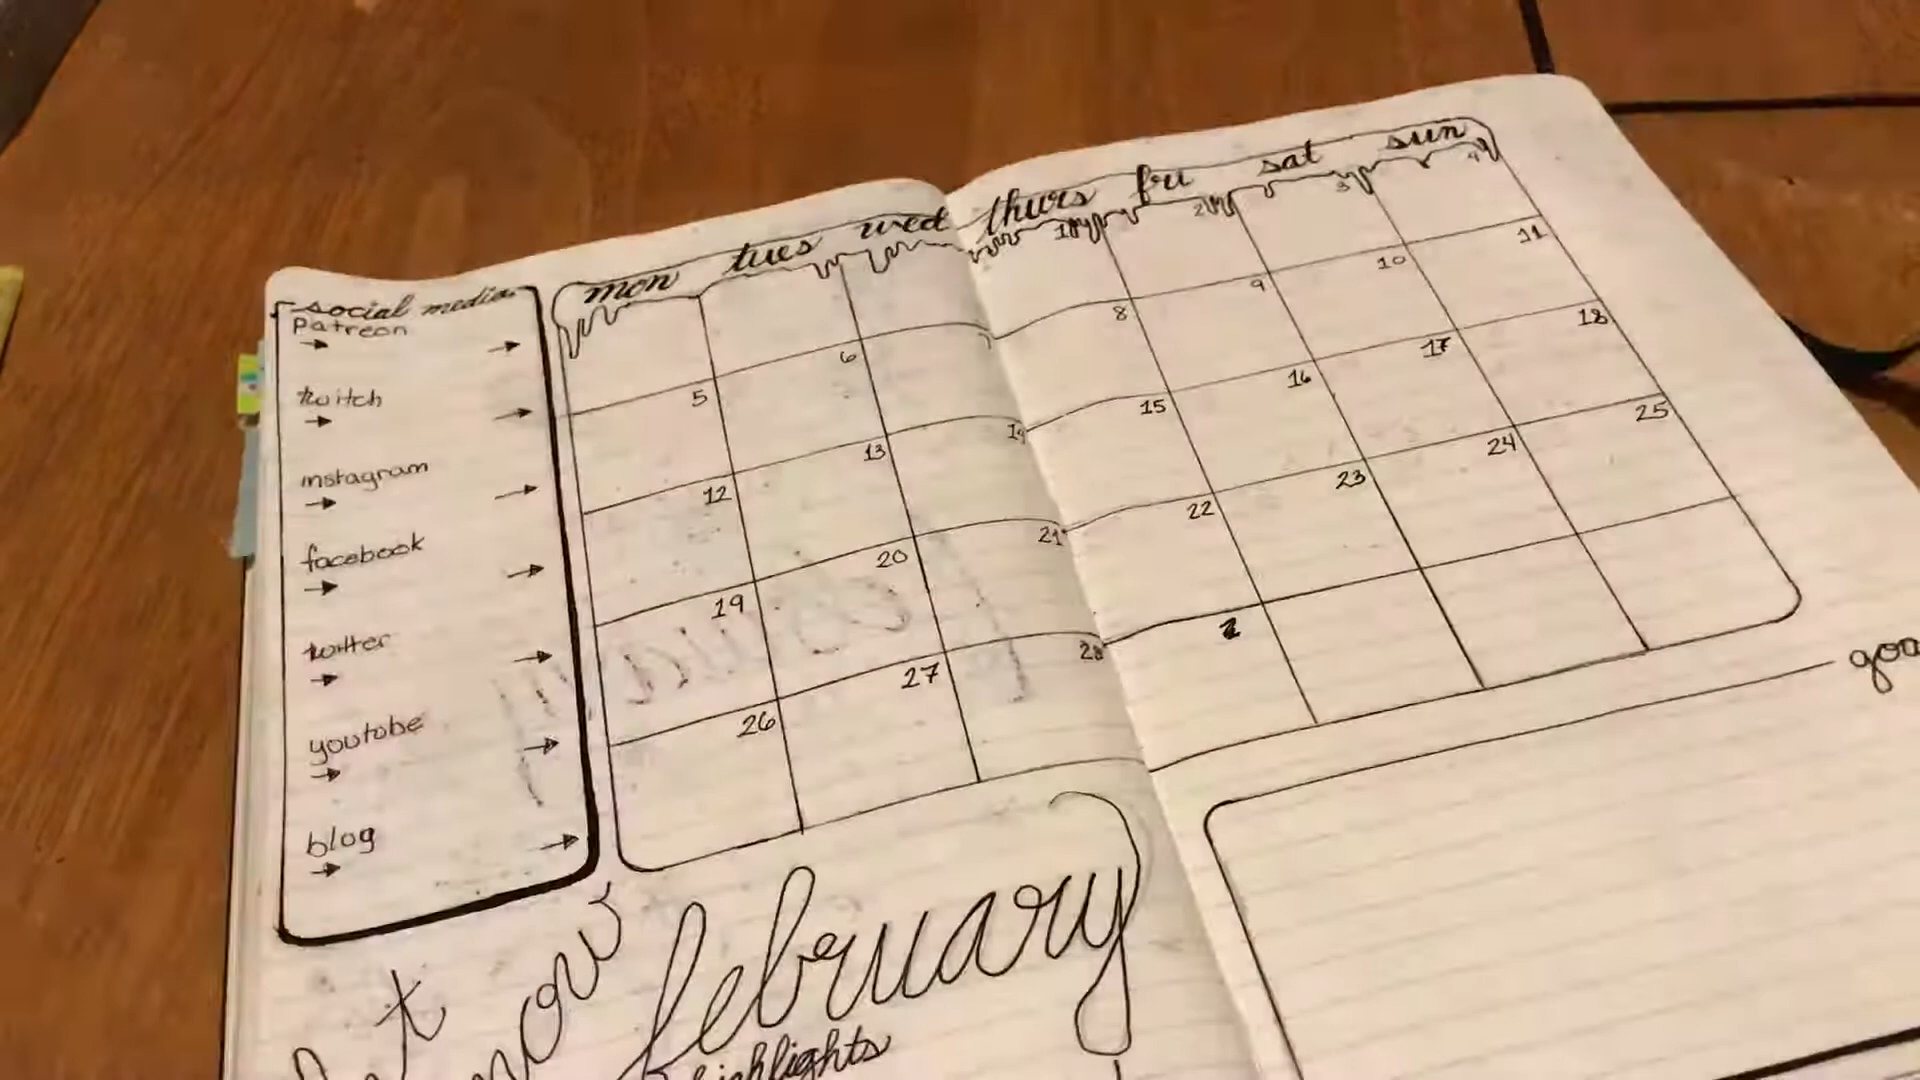 social media
Patreon
twitch
instagram
facebook
twitter
youtube
blog
mon tues wed thurs fri sat sun
1 2 3 4
5 6 7 8 9 10 11
12 13 14 15 16 17 18
19 20 21 22 23 24 25
26 27 28
february
highlights